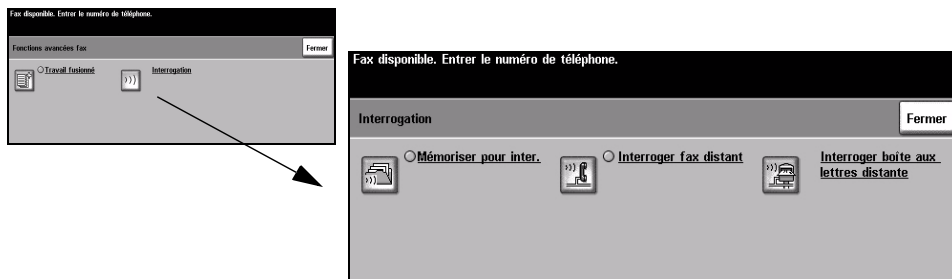 Fax disponible. Entrer le numéro de téléphone.
Fonctions avancées fax
Fermer
Travail fusionné
Interrogation
Fax disponible. Entrer le numéro de téléphone.
Interrogation
Fermer
Mémoriser pour inter.
Interroger fax distant
Interroger boîte aux
lettres distante